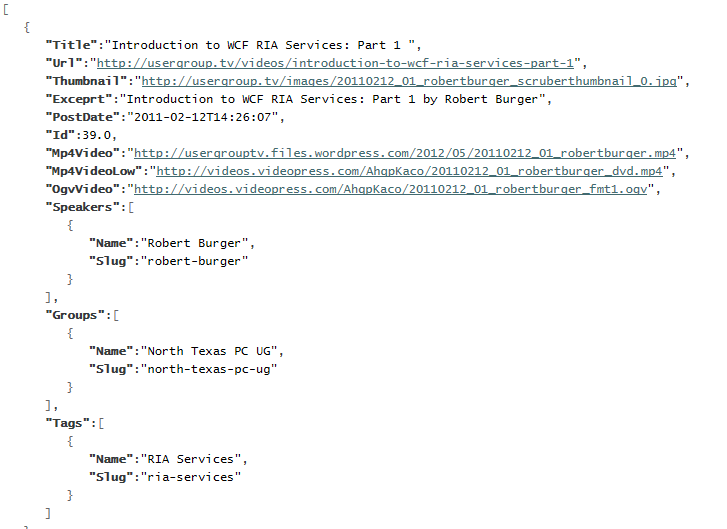 [
{
"Title":"Introduction to WCF RIA Services: Part 1 ",
"Url":"http://usergroup.tv/videos/introduction-to-wcf-ria-services-part-1",
"Thumbnail":"http://usergroup.tv/images/20110212_01_robertburger_scruberthumbnail_0.jpg",
"Exceprt":"Introduction to WCF RIA Services: Part 1 by Robert Burger",
"PostDate":"2011-02-12T14:26:07",
"Id":39.0,
"Mp4Video":"http://usergrouptv.files.wordpress.com/2012/05/20110212_01_robertburger.mp4",
"Mp4VideoLow":"http://videos.videopress.com/AhqpKaco/20110212_01_robertburger_dvd.mp4",
"OgvVideo":"http://videos.videopress.com/AhqpKaco/20110212_01_robertburger_fmt1.ogv",
"Speakers":[
{
"Name":"Robert Burger",
"Slug":"robert-burger"
}
],
"Groups":[
{
"Name":"North Texas PC UG",
"Slug":"north-texas-pc-ug"
}
],
"Tags":[
{
"Name":"RIA Services",
"Slug":"ria-services"
}
]
}